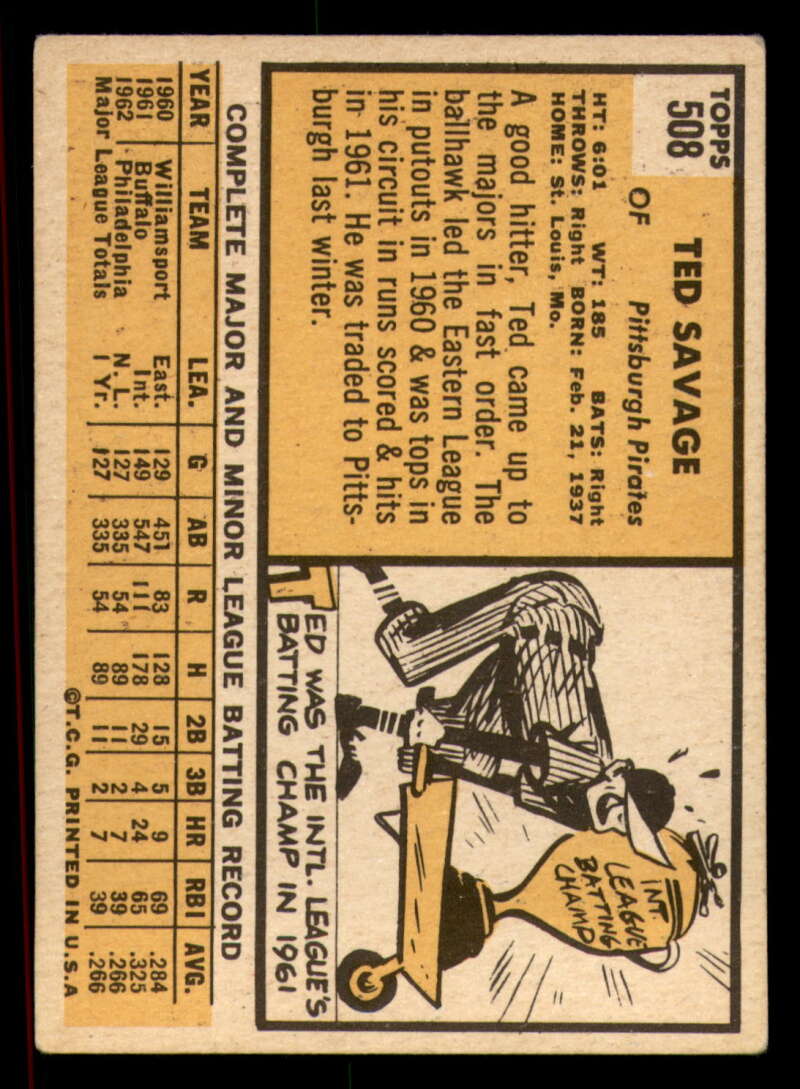 TOPPS
508
TED SAVAGE
OF Pittsburgh Pirates
HT: 6:01 WT: 185 BATS: Right
THROWS: Right BORN: Feb. 21, 1937
HOME: St. Louis, Mo.
A good hitter, Ted came up to
the majors in fast order. The
ballhawk led the Eastern League
in putouts in 1960 & was tops in
his circuit in runs scored & hits
in 1961. He was traded to Pitts-
burgh last winter.
INT.
LEAGUE
BATTING
CHAMP
TED WAS THE INTL. LEAGUE'S
BATTING CHAMP IN 1961
COMPLETE MAJOR AND MINOR LEAGUE BATTING RECORD
YEAR TEAM LEA. G AB R H 2B 3B HR RBI AVG.
1960 Williamsport East. 129 451 83 128 15 5 9 69 .284
1961 Buffalo Int. 149 547 111 178 29 4 24 65 .325
1962 Philadelphia N.L. 127 335 54 89 11 2 7 39 .266
Major League Totals 1 Yr. 127 335 54 89 11 2 7 39 .266
©T.C.G. PRINTED IN U.S.A